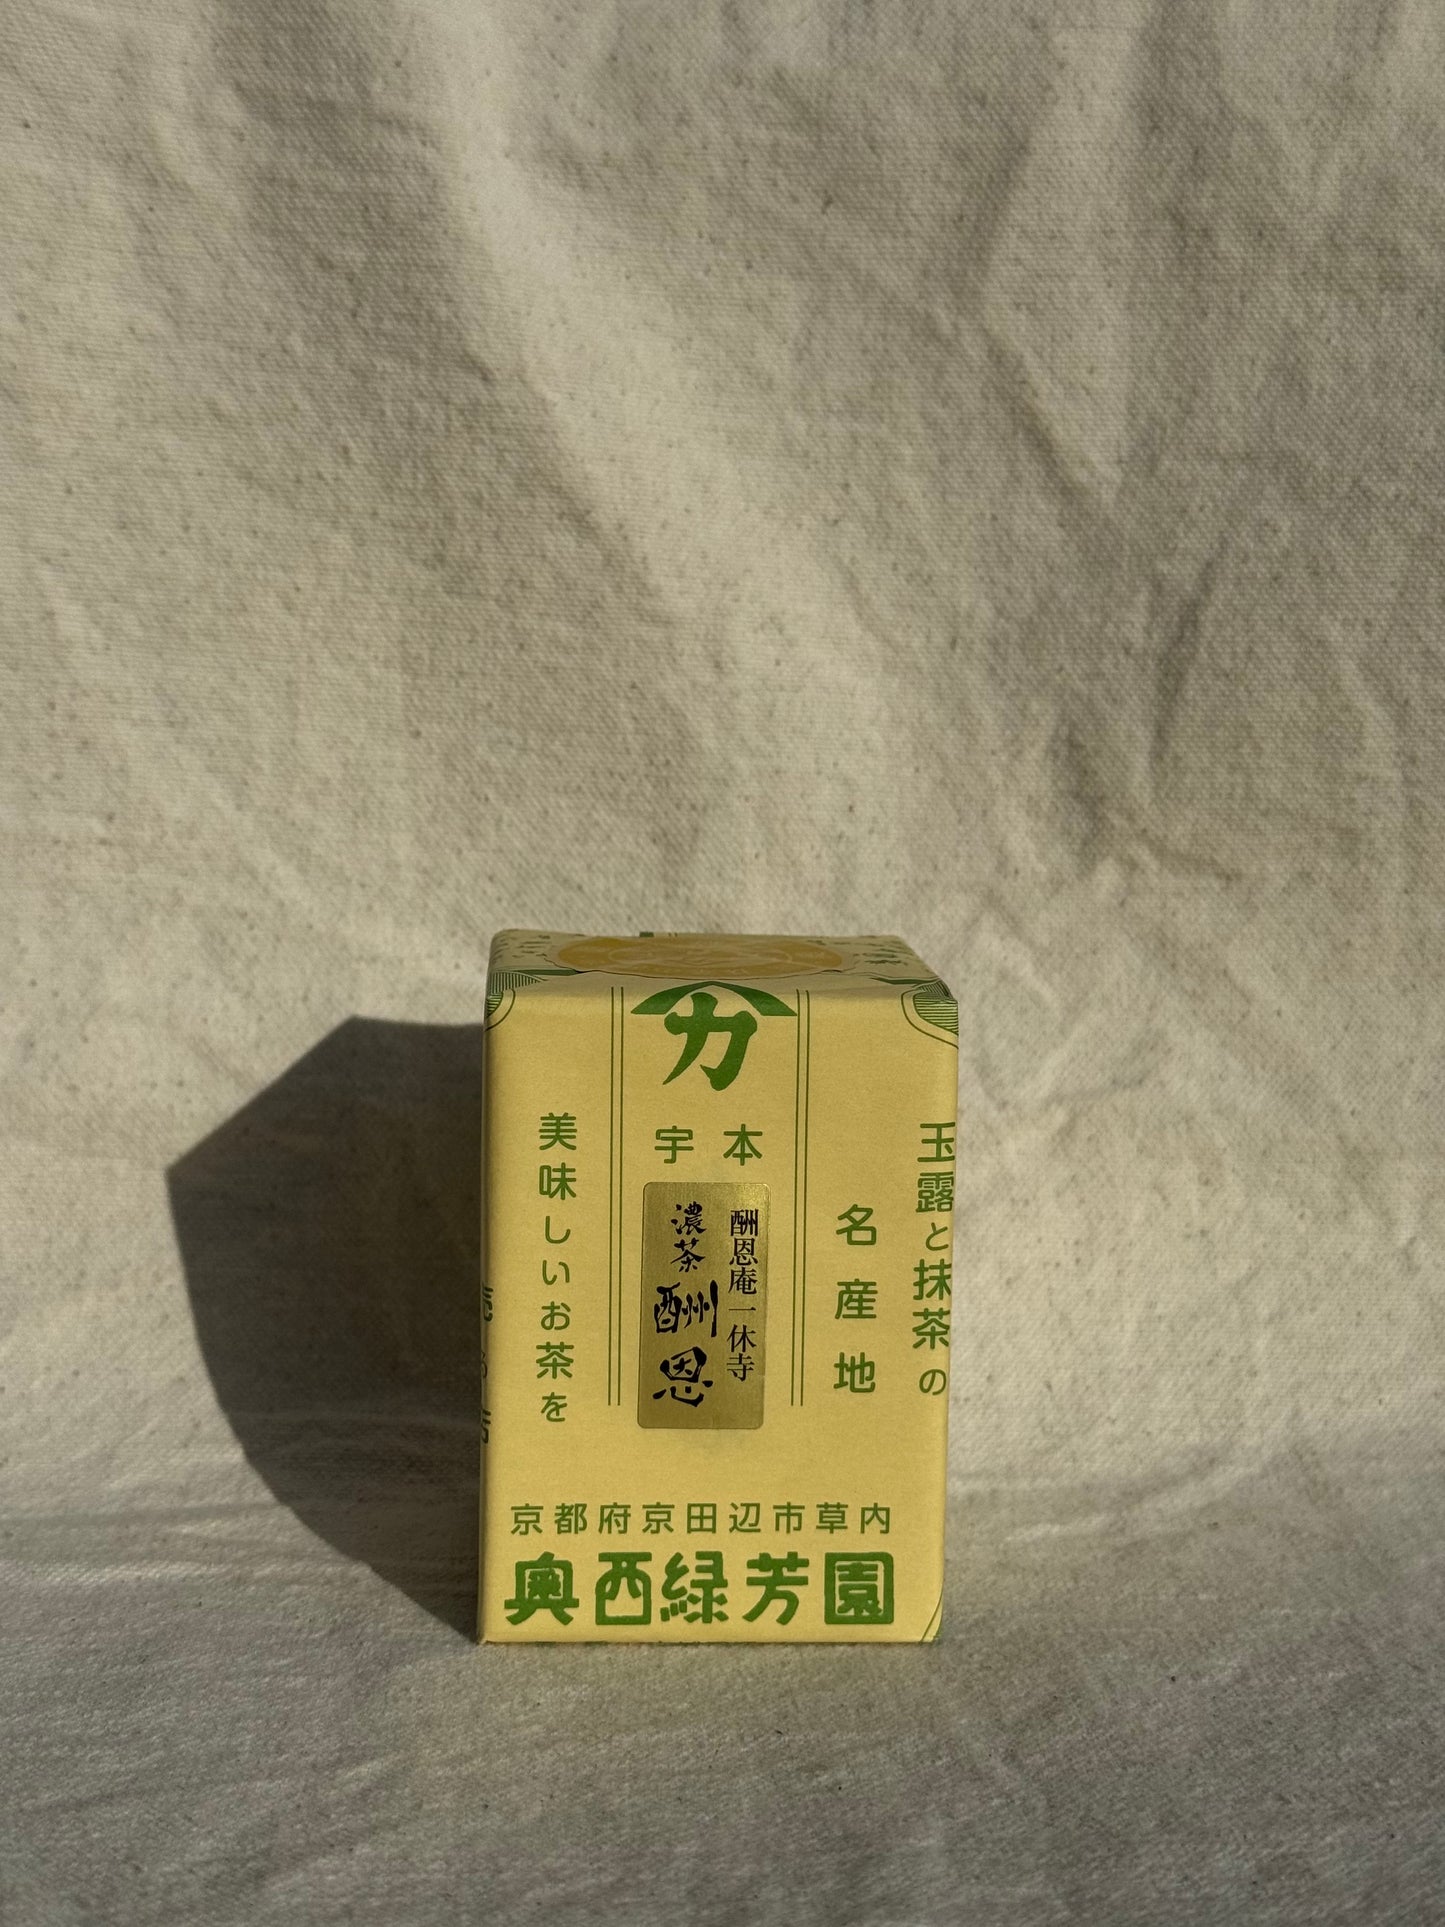 力
宇 本
玉露と抹茶の
名産地
酬恩庵一休寺
濃茶
酬恩
美味しいお茶を
京都府京田辺市草内
奥西緑芳園